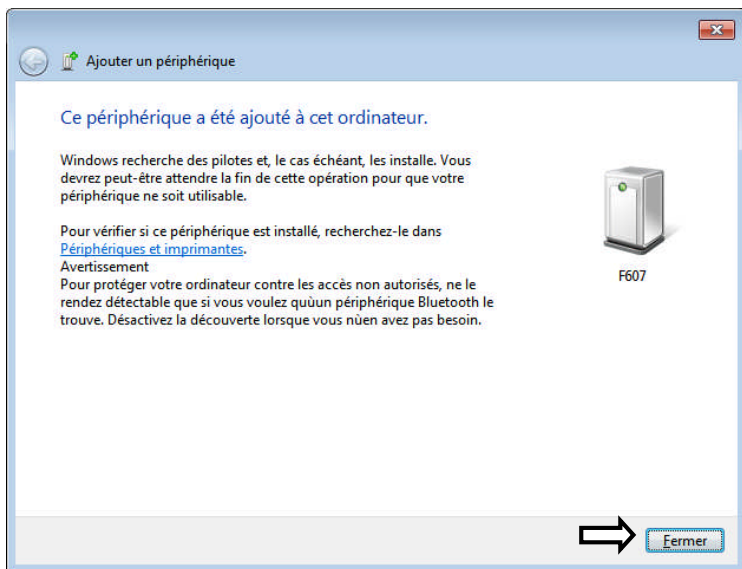 Ajouter un périphérique
Ce périphérique a été ajouté à cet ordinateur.
Windows recherche des pilotes et, le cas échéant, les installe. Vous
devrez peut-être attendre la fin de cette opération pour que votre
périphérique ne soit utilisable.
Pour vérifier si ce périphérique est installé, recherchez-le dans
Périphériques et imprimantes.
Avertissement
Pour protéger votre ordinateur contre les accès non autorisés, ne le
rendez détectable que si vous voulez quùun périphérique Bluetooth le
trouve. Désactivez la découverte lorsque vous nùen avez pas besoin.
F607
Fermer